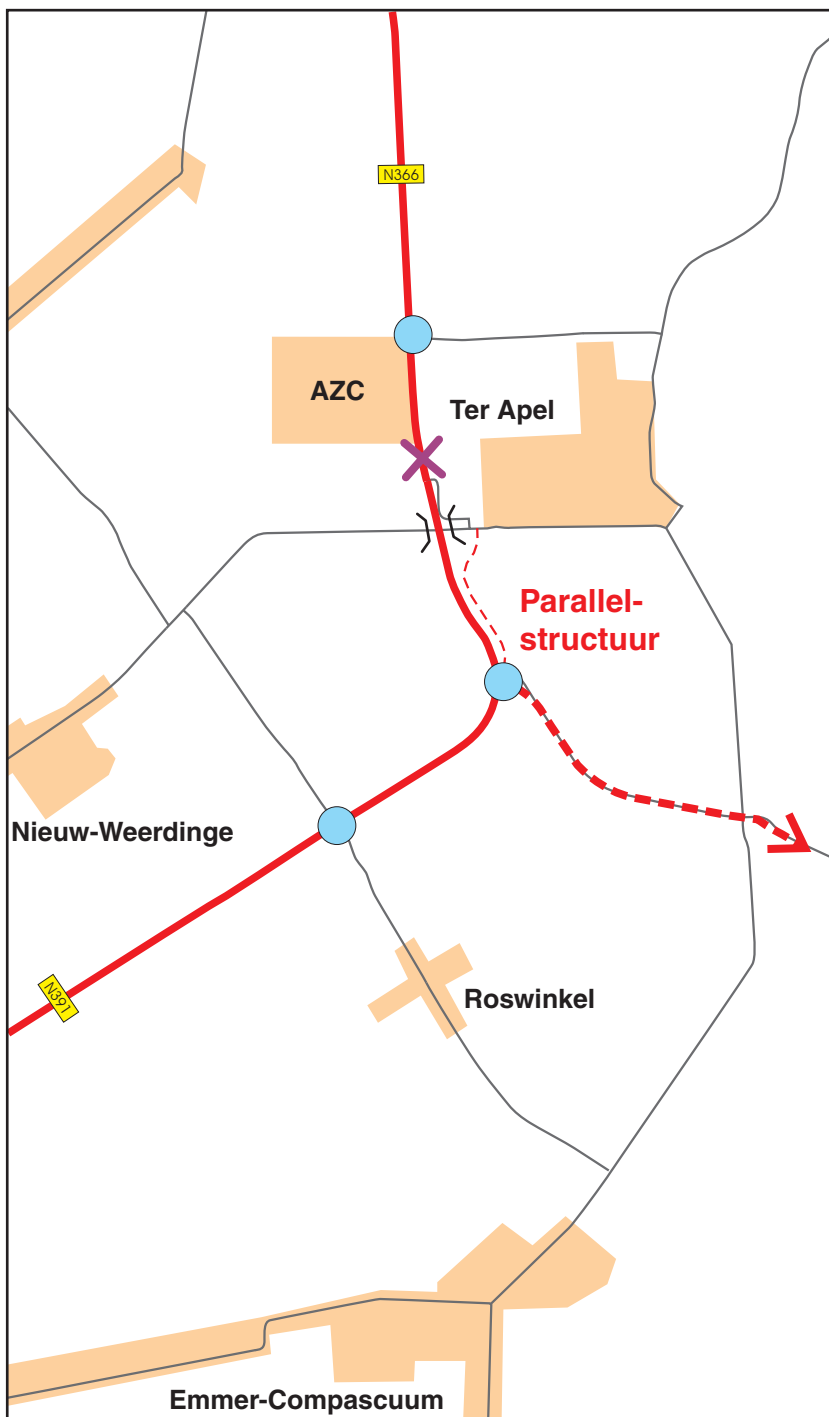 N366
AZC
Ter Apel
Parallel-
structuur
Nieuw-Weerdinge
Roswinkel
N391
Emmer-Compascuum